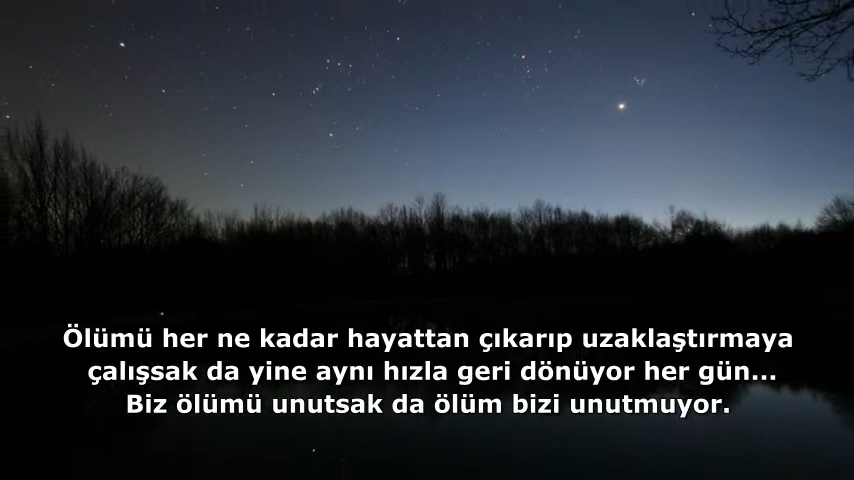 Ölümü her ne kadar hayattan çıkarıp uzaklaştırmaya
çalışsak da yine aynı hızla geri dönüyor her gün...
Biz ölümü unutsak da ölüm bizi unutmuyor.